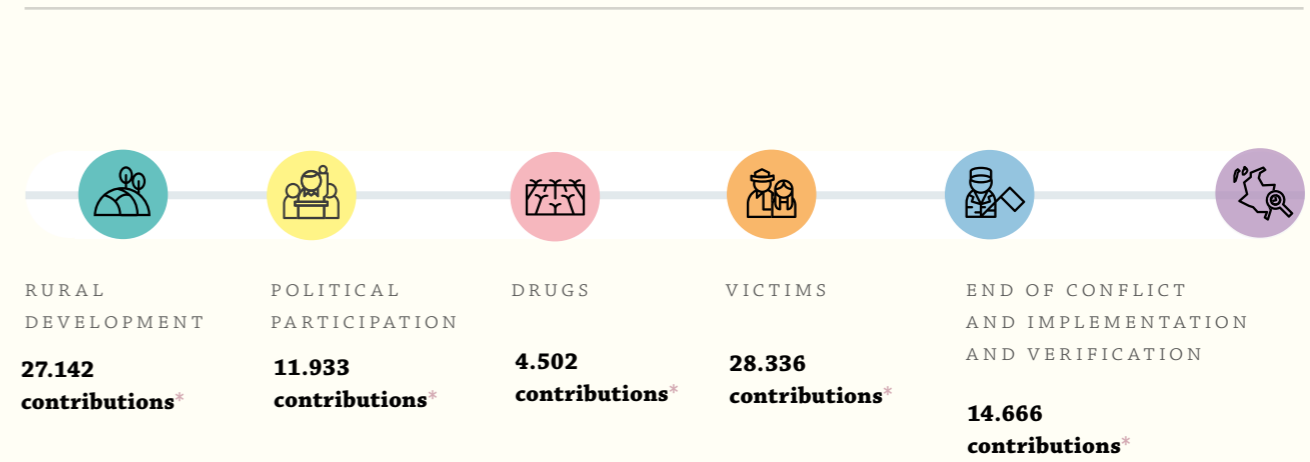 RURAL
DEVELOPMENT
27.142
contributions*
POLITICAL
PARTICIPATION
11.933
contributions*
DRUGS
4.502
contributions*
VICTIMS
28.336
contributions*
END OF CONFLICT
AND IMPLEMENTATION
AND VERIFICATION
14.666
contributions*